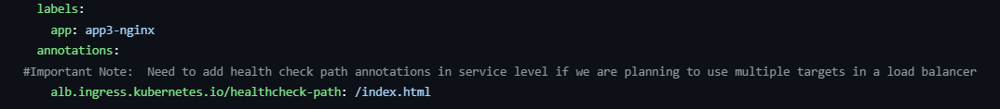 labels:
app: app3-nginx
annotations:
#Important Note:  Need to add health check path annotations in service level if we are planning to use multiple targets in a load balancer
alb.ingress.kubernetes.io/healthcheck-path: /index.html